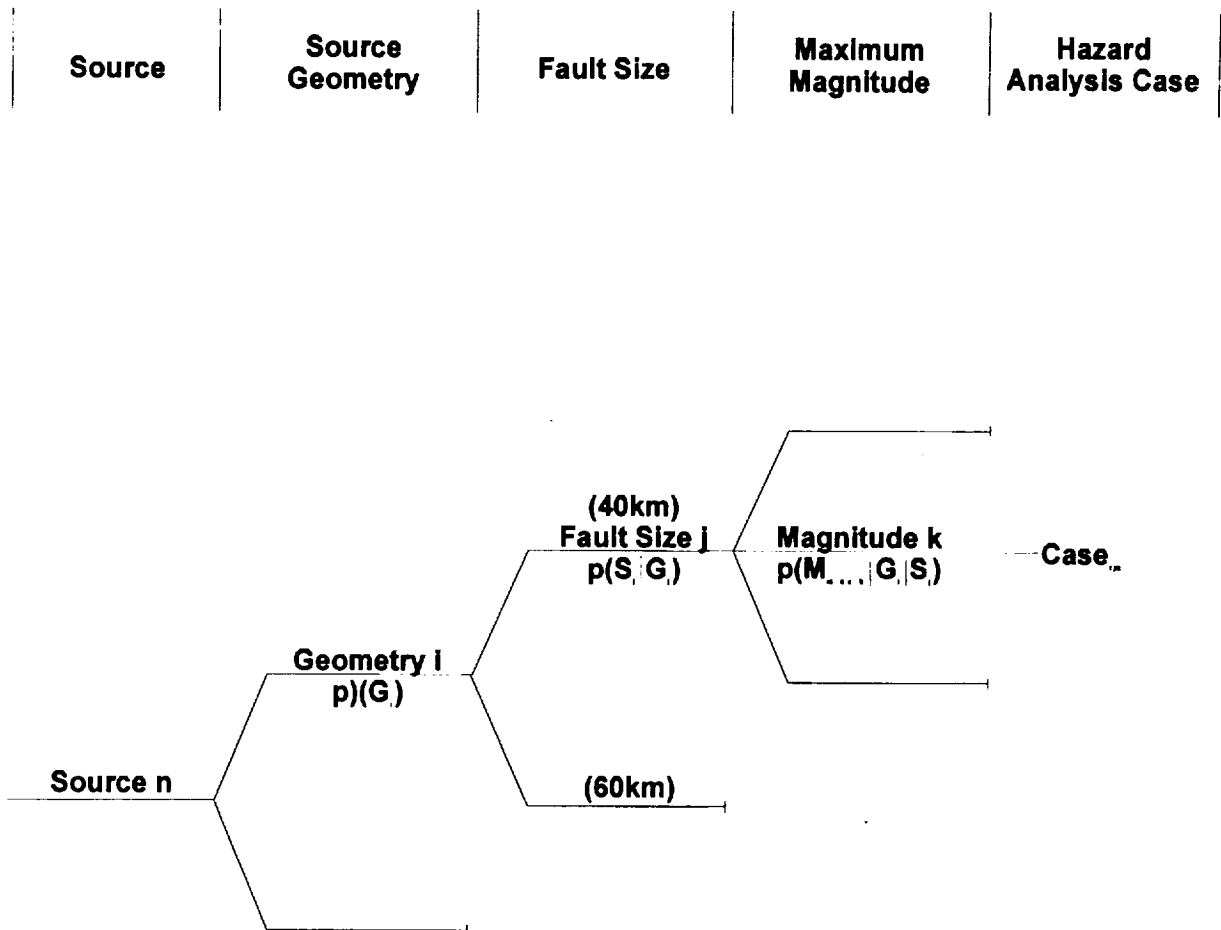 Source
Source
Geometry
Fault Size
Maximum
Magnitude
Hazard
Analysis Case
(40km)
Fault Size j
p(S | G )
Magnitude k
p(M | G |S )
Case
Geometry i
p)(G )
Source n
(60km)